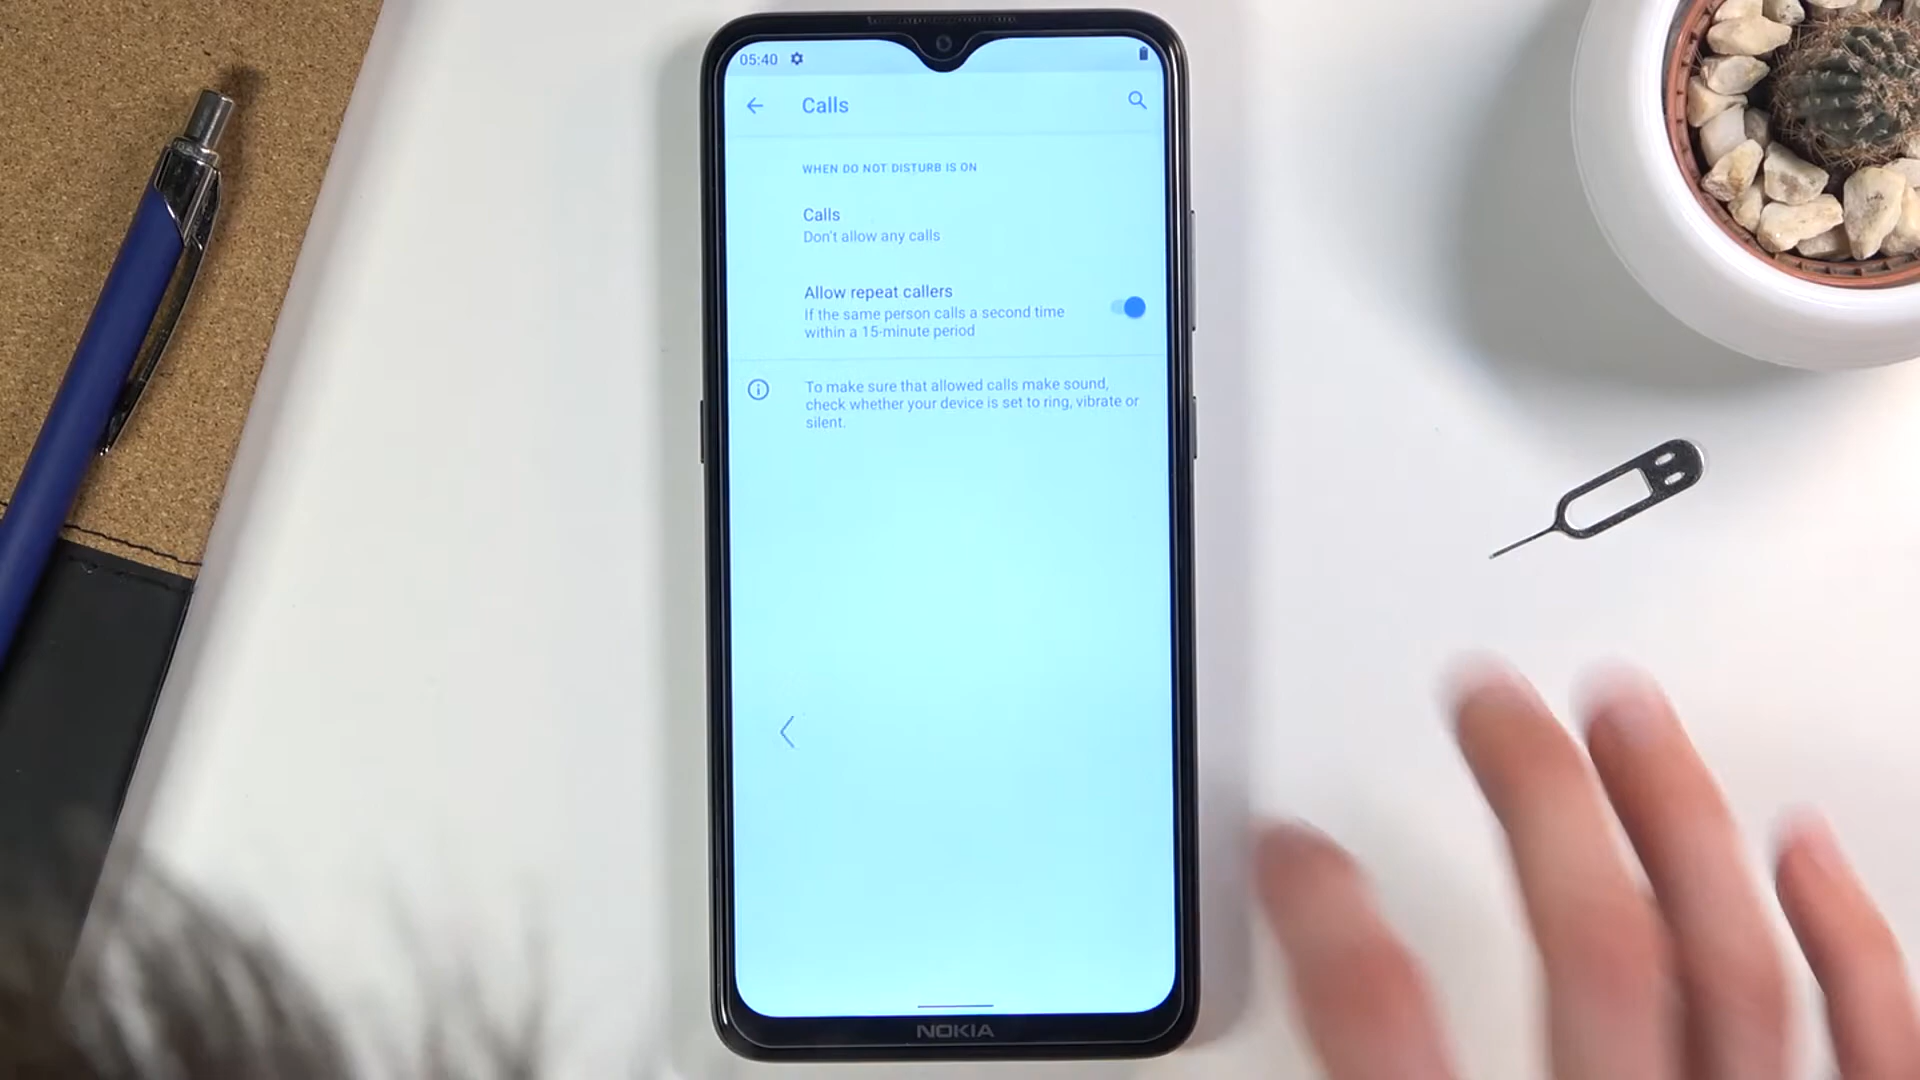 05:40
Calls
WHEN DO NOT DISTURB IS ON
Calls
Don't allow any calls
Allow repeat callers
If the same person calls a second time
within a 15-minute period
To make sure that allowed calls make sound,
check whether your device is set to ring, vibrate or
silent.
NOKIA